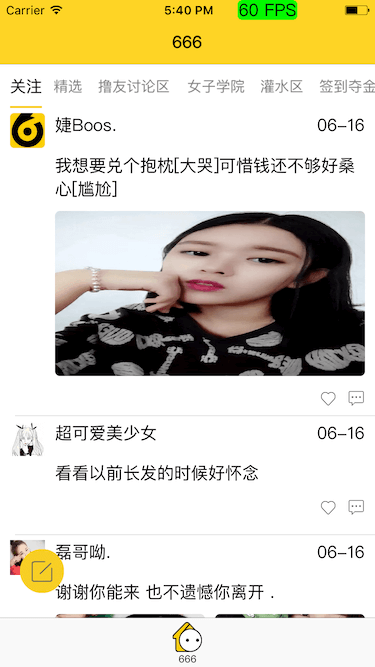 Carrier 5:40 PM 60 FPS
666
关注 精选 撸友讨论区 女子学院 灌水区 签到夺金
婕Boos. 06-16
我想要兑个抱枕[大哭]可惜钱还不够好桑
心[尴尬]
超可爱美少女 06-16
看看以前长发的时候好怀念
磊哥呦. 06-16
谢谢你能来 也不遗憾你离开 .
666